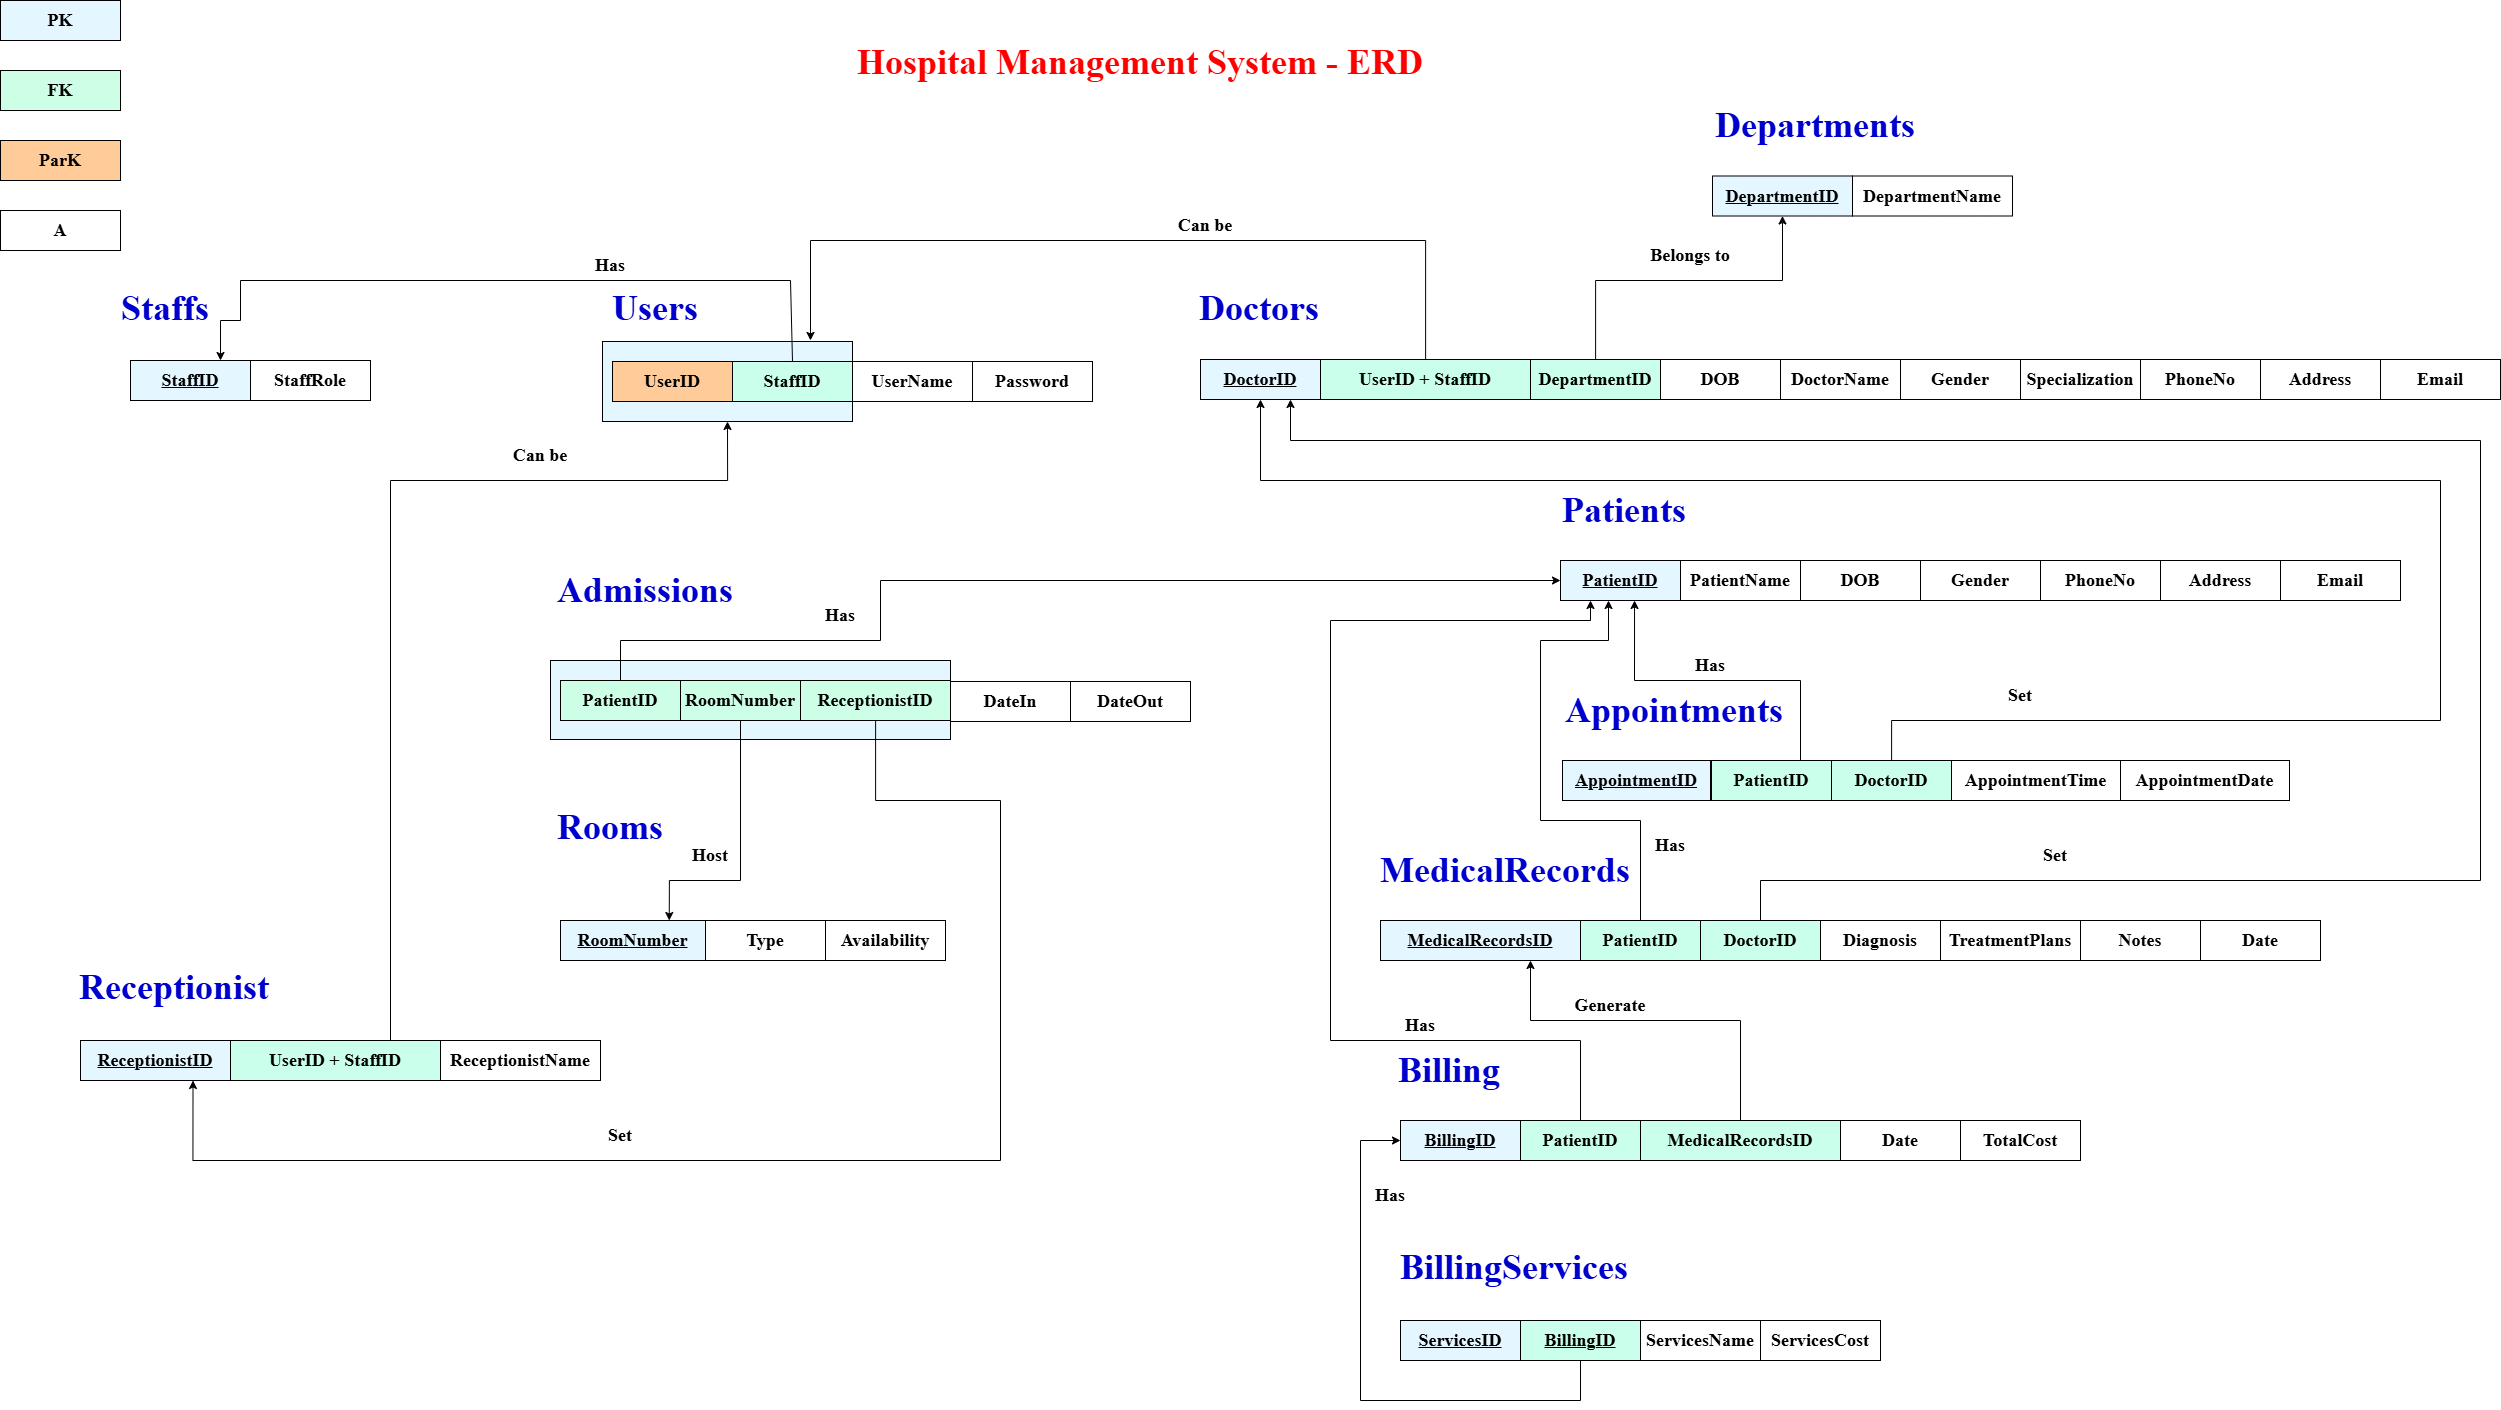 PK
Hospital Management System - ERD
FK
Departments
ParK
DepartmentID DepartmentName
A
Can be
Belongs to
Has
Staffs Users Doctors
StaffID StaffRole UserID StaffID UserName Password DoctorID UserID + StaffID DepartmentID DOB DoctorName Gender Specialization PhoneNo Address Email
Can be
Patients
Admissions
PatientID PatientName DOB Gender PhoneNo Address Email
Has
Has
Set
PatientID RoomNumber ReceptionistID DateIn DateOut
Appointments
AppointmentID PatientID DoctorID AppointmentTime AppointmentDate
Rooms
Has
Host
Set
MedicalRecords
RoomNumber Type Availability
MedicalRecordsID PatientID DoctorID Diagnosis TreatmentPlans Notes Date
Receptionist
Generate
Has
ReceptionistID UserID + StaffID ReceptionistName
Billing
Set
BillingID PatientID MedicalRecordsID Date TotalCost
Has
BillingServices
ServicesID BillingID ServicesName ServicesCost